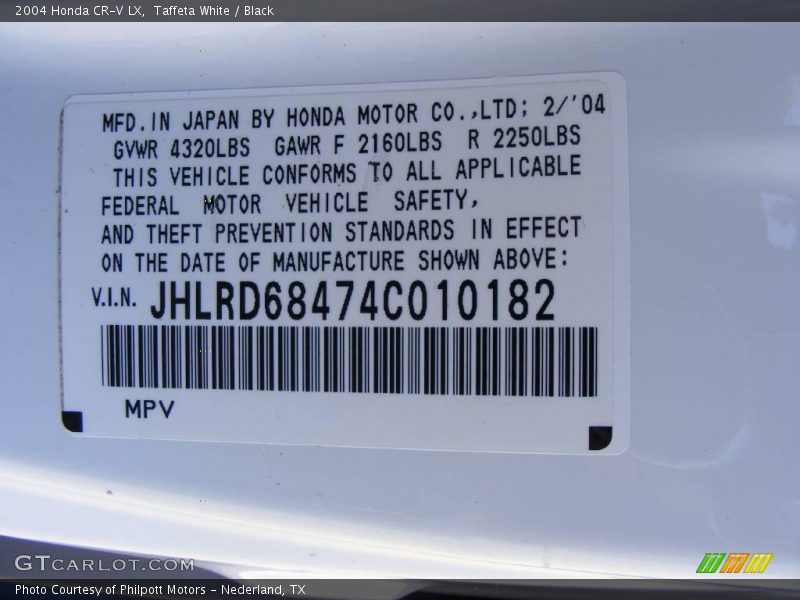 2004 Honda CR-V LX,  Taffeta White / Black
MFD. IN JAPAN BY HONDA MOTOR CO., LTD; 2/'04
GVWR 4320LBS GAWR F 2160LBS R 2250LBS
THIS VEHICLE CONFORMS TO ALL APPLICABLE
FEDERAL MOTOR VEHICLE SAFETY,
AND THEFT PREVENTION STANDARDS IN EFFECT
ON THE DATE OF MANUFACTURE SHOWN ABOVE:
V.I.N. JHLRD68474C010182
MPV
GTCARLOT.COM
Photo Courtesy of Philpott Motors - Nederland, TX